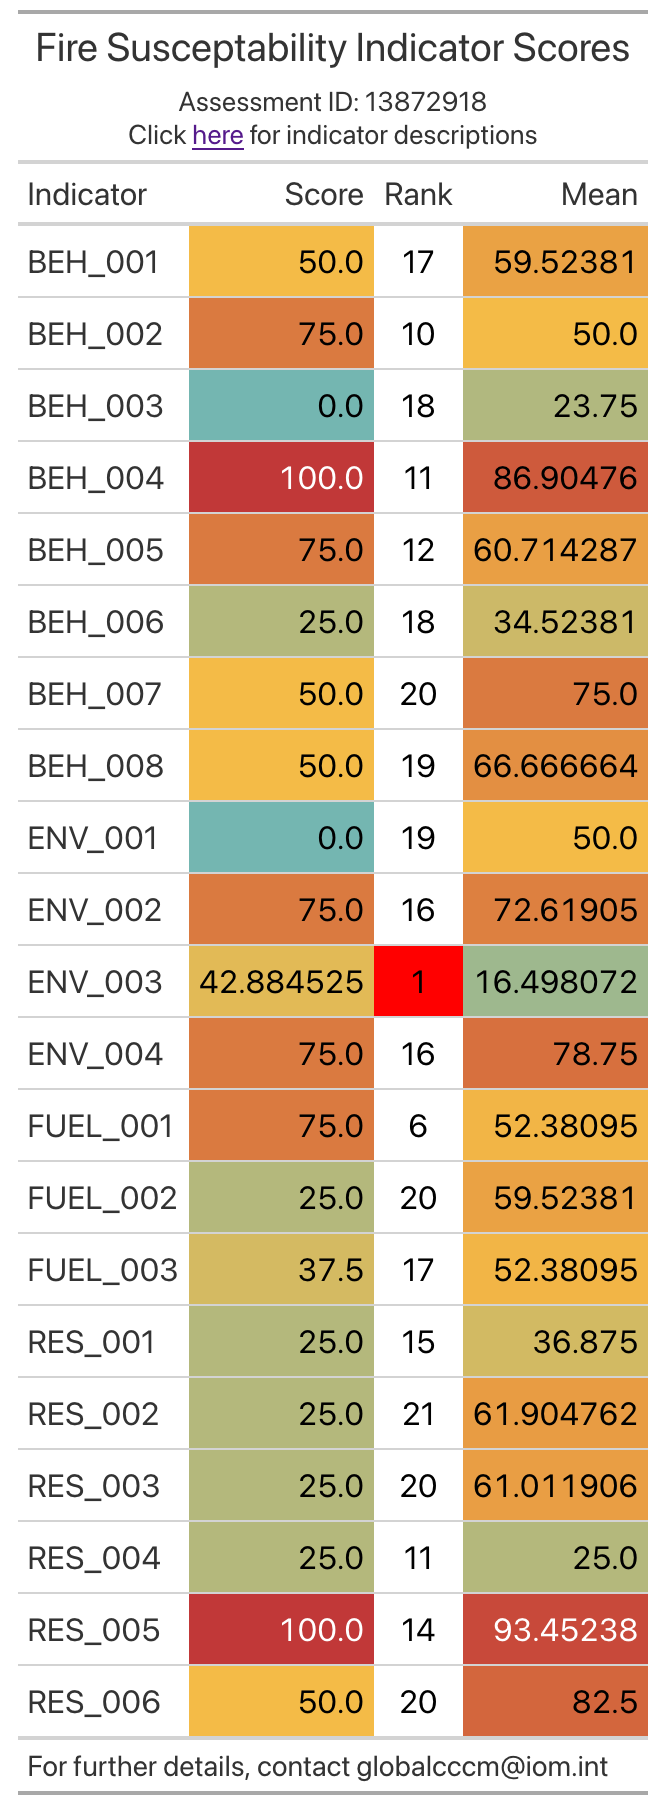 Fire Susceptability Indicator Scores
Assessment ID: 13872918
Click here for indicator descriptions
Indicator Score Rank Mean
BEH_001 50.0 17 59.52381
BEH_002 75.0 10 50.0
BEH_003 0.0 18 23.75
BEH_004 100.0 11 86.90476
BEH_005 75.0 12 60.714287
BEH_006 25.0 18 34.52381
BEH_007 50.0 20 75.0
BEH_008 50.0 19 66.666664
ENV_001 0.0 19 50.0
ENV_002 75.0 16 72.61905
ENV_003 42.884525 1 16.498072
ENV_004 75.0 16 78.75
FUEL_001 75.0 6 52.38095
FUEL_002 25.0 20 59.52381
FUEL_003 37.5 17 52.38095
RES_001 25.0 15 36.875
RES_002 25.0 21 61.904762
RES_003 25.0 20 61.011906
RES_004 25.0 11 25.0
RES_005 100.0 14 93.45238
RES_006 50.0 20 82.5
For further details, contact globalcccm@iom.int